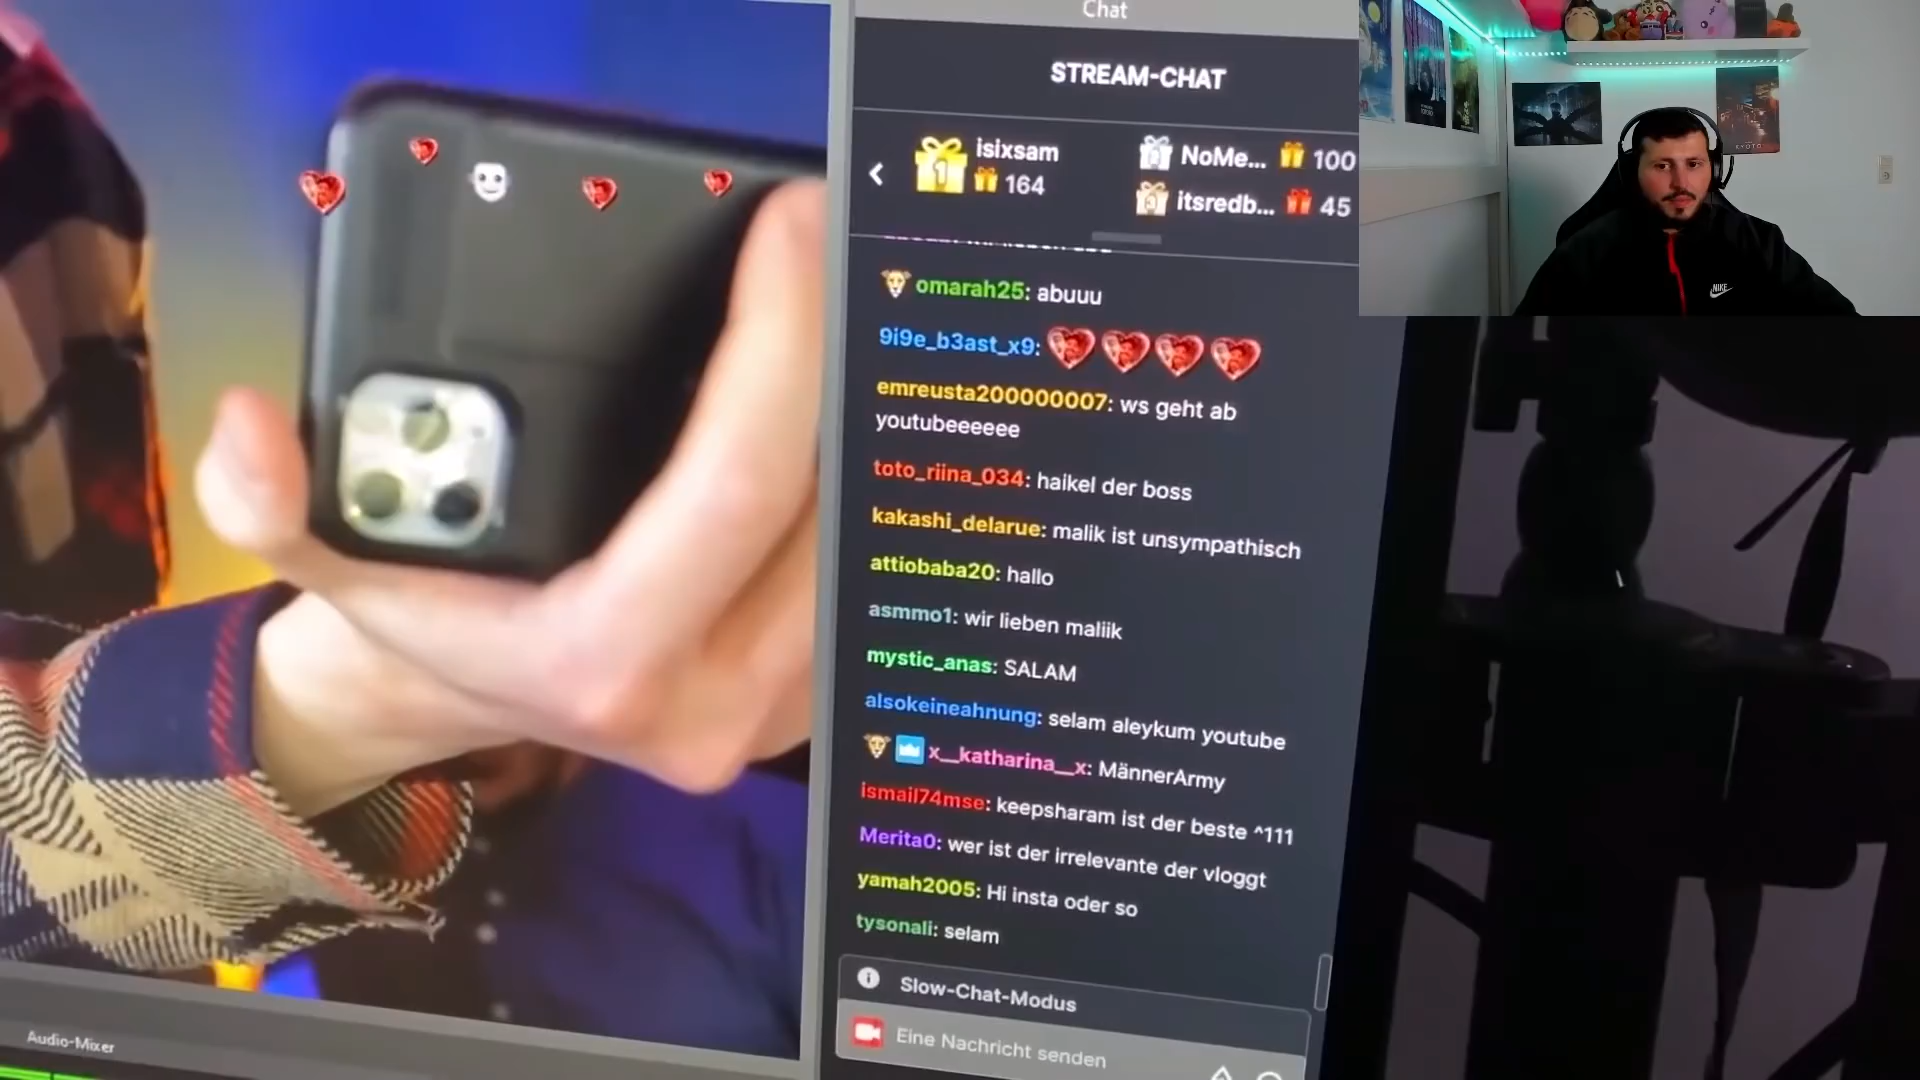 Chat
STREAM-CHAT
isixsam
164
NoMe... 100
itsredb... 45
omarah25: abuuu
9i9e_b3ast_x9:
emreusta200000007: ws geht ab
youtubeeeeee
toto_riina_034: haikel der boss
kakashi_delarue: malik ist unsympathisch
attiobaba20: hallo
asmmo1: wir lieben maliik
mystic_anas: SALAM
alsokeineahnung: selam aleykum youtube
x__katharina__x: MännerArmy
ismail74mse: keepsharam ist der beste ^111
Merita0: wer ist der irrelevante der vloggt
yamah2005: Hi insta oder so
tysonali: selam
Slow-Chat-Modus
Eine Nachricht senden
Audio-Mixer
KYOTO
NIKE